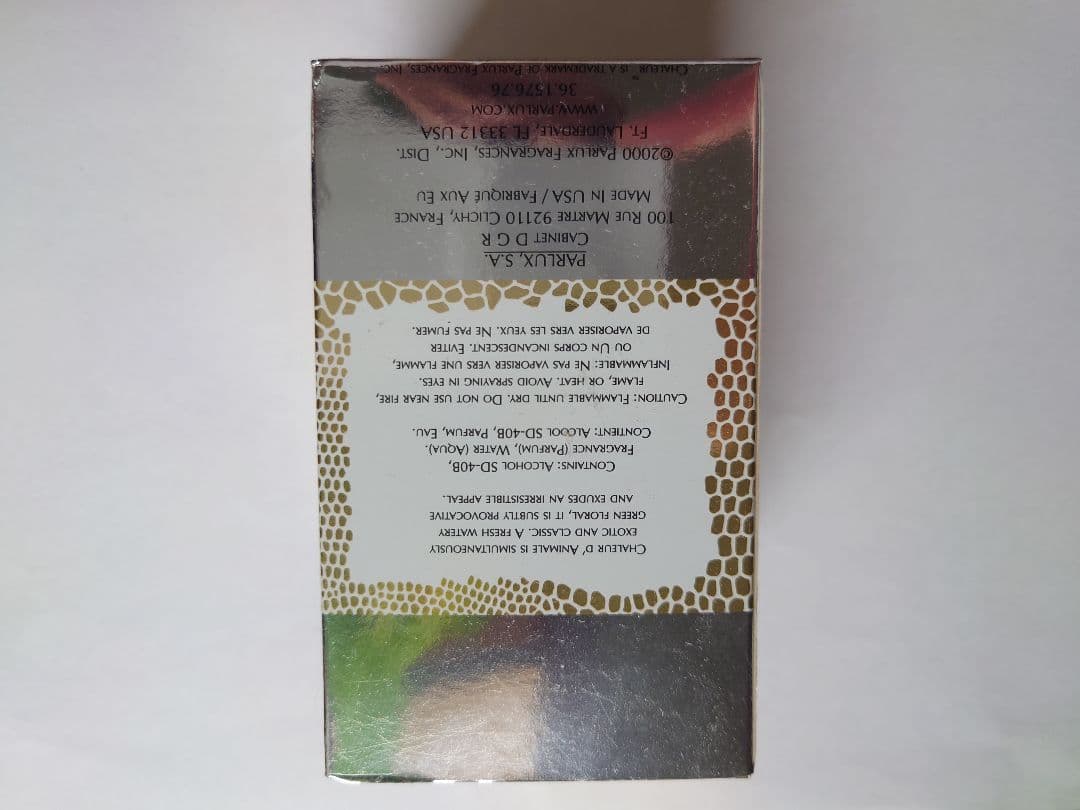 CHALEUR D' ANIMALE IS SIMULTANEOUSLY
EXOTIC AND CLASSIC. A FRESH WATERY
GREEN FLORAL, IT IS SUBTLY PROVOCATIVE
AND EXUDES AN IRRESISTIBLE APPEAL.
CONTAINS: ALCOHOL SD-40B,
FRAGRANCE (PARFUM), WATER (AQUA).
CONTIENT: ALCOOL SD-40B, PARFUM, EAU.
CAUTION: FLAMMABLE UNTIL DRY. DO NOT USE NEAR FIRE,
FLAME, OR HEAT. AVOID SPRAYING IN EYES.
INFLAMMABLE: NE PAS VAPORISER VERS UNE FLAMME,
OU UN CORPS INCANDESCENT. EVITER
DE VAPORISER VERS LES YEUX. NE PAS FUMER.
PARLUX, S.A.
CABINET D G R
100 RUE MARTRE 92110 CLICHY, FRANCE
MADE IN USA / FABRIQUÉ AUX EU
©2000 PARLUX FRAGRANCES, INC., DIST.
FT. LAUDERDALE, FL 33312 USA
WWW.PARLUX.COM
36.1576.76
CHALEUR™ IS A TRADEMARK OF PARLUX FRAGRANCES, INC.